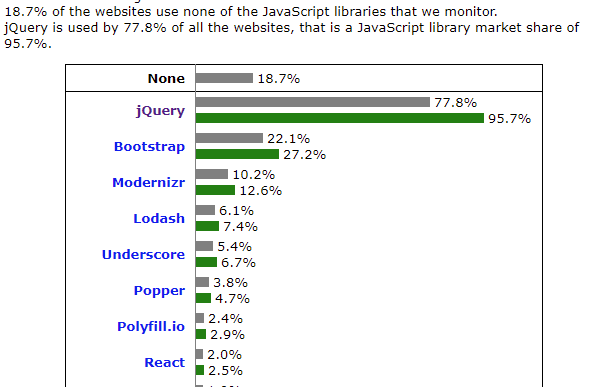 18.7% of the websites use none of the JavaScript libraries that we monitor.
jQuery is used by 77.8% of all the websites, that is a JavaScript library market share of
95.7%.
None 18.7%
jQuery 77.8%
95.7%
Bootstrap 22.1%
27.2%
Modernizr 10.2%
12.6%
Lodash 6.1%
7.4%
Underscore 5.4%
6.7%
Popper 3.8%
4.7%
Polyfill.io 2.4%
2.9%
React 2.0%
2.5%